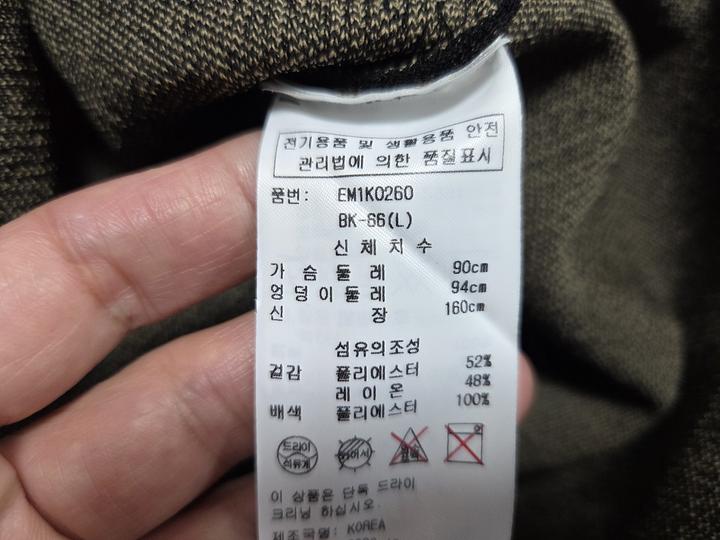 전기용품 및 생활용품 안전
관리법에 의한 품질표시
품번: EM1K0260
BK-66(L)
신 체 치 수
가 슴 둘 레 90cm
엉 덩 이 둘 레 94cm
신 장 160cm
섬유의조성
겉감 폴리에스터 52%
레 이 온 48%
배색 폴리에스터 100%
드라이
석유계
이 상품은 단독 드라이
크리닝 하십시오.
제조국명: KOREA